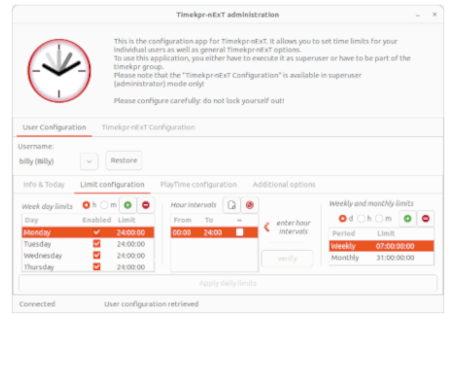 Timekpr-nExT administration
This is the configuration app for Timekpr-nExT. It allows you to set time limits for your
individual users as well as general Timekpr-nExT options.
To use this application, you either have to execute it as superuser or have to be part of the
timekpr group.
Please note that the "Timekpr-nExT Configuration" is available in superuser
(administrator) mode only!
Please configure carefully: do not lock yourself out!
User Configuration Timekpr-nExT Configuration
Username:
billy (Billy) Restore
Info & Today Limit configuration PlayTime configuration Additional options
Week day limits h m Hour intervals Weekly and monthly limits
d h m
Day Enabled Limit From To ~ enter hour intervals Period Limit
Monday 24:00:00 00:00 24:00 Weekly 07:00:00:00
Tuesday 24:00:00 Monthly 31:00:00:00
Wednesday 24:00:00 verify
Thursday 24:00:00
Apply daily limits
Connected User configuration retrieved